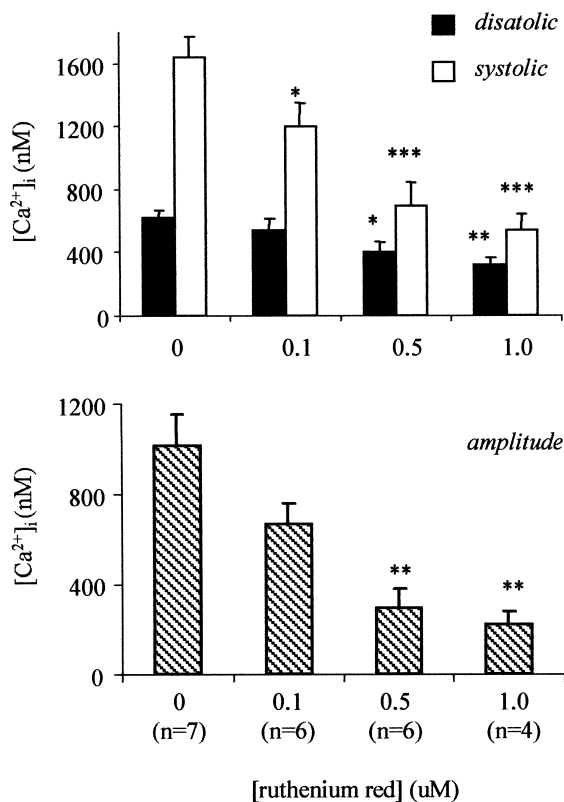 disatolic
systolic
[Ca²⁺]ᵢ (nM)
1600
1200
800
400
0
*
***
*
***
**
0 0.1 0.5 1.0
[Ca²⁺]ᵢ (nM)
1200
800
400
0
amplitude
** **
0 0.1 0.5 1.0
(n=7) (n=6) (n=6) (n=4)
[ruthenium red] (uM)